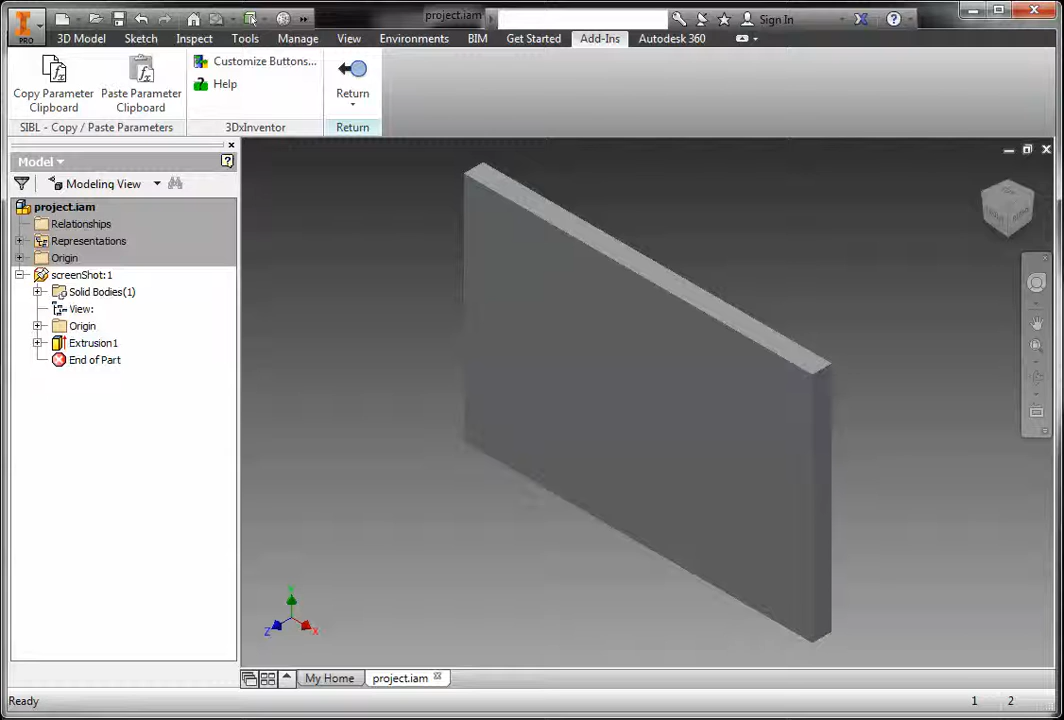 project.iam
Sign In
PRO
3D Model Sketch Inspect Tools Manage View Environments BIM Get Started Add-Ins Autodesk 360
Copy Parameter Clipboard
Paste Parameter Clipboard
Customize Buttons...
Help
Return
SIBL - Copy / Paste Parameters
3DxInventor
Return
Model
Modeling View
project.iam
Relationships
Representations
Origin
screenShot:1
Solid Bodies(1)
View:
Origin
Extrusion1
End of Part
Z
X
My Home
project.iam
Ready
1 2